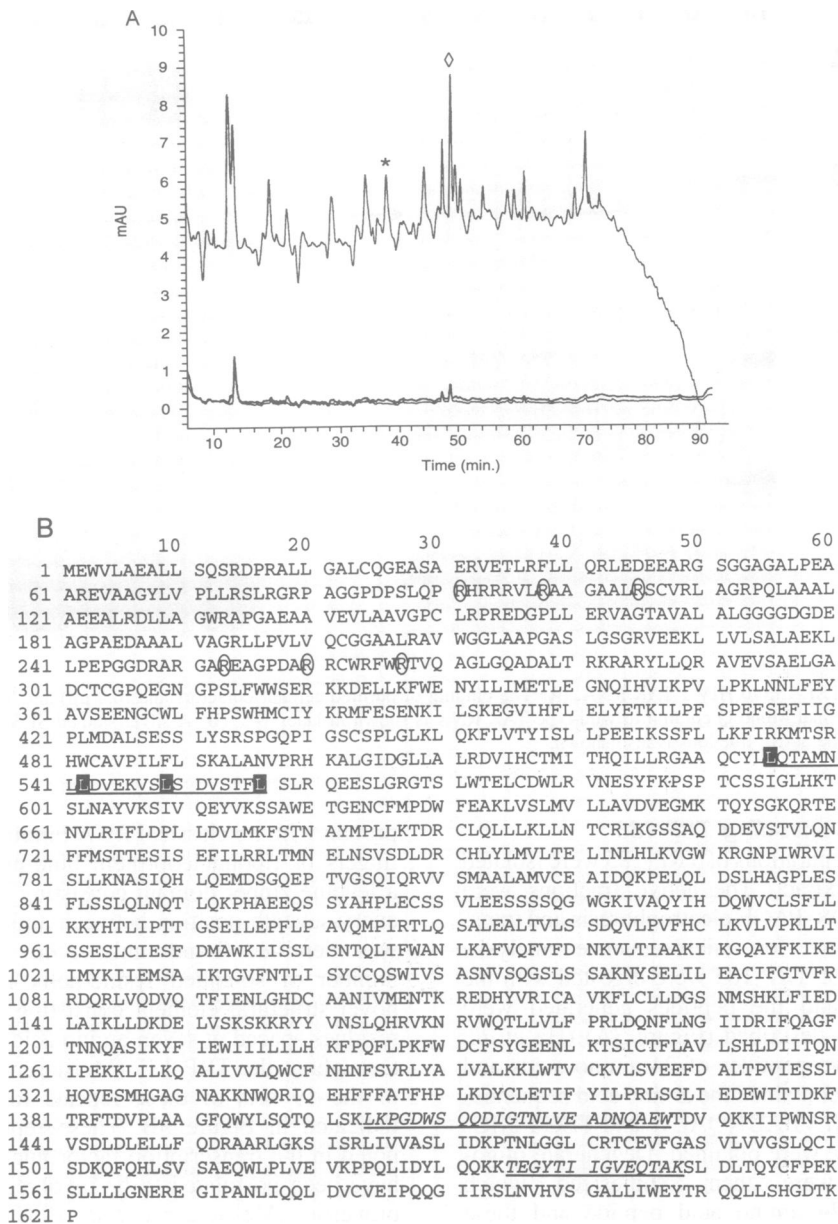 A
10
9
8
7
6
5
4
3
2
1
0
mAU
*
◊
10 20 30 40 50 60 70 80 90
Time (min.)
B
10 20 30 40 50 60
1 MEWVLAEALL SQSRDPRALL GALCQGEASA ERVETLRFLL QRLEDEEARG SGGAGALPEA
61 AREVAAGYLV PLLRSLRGRP AGGPDPSLQP RHRRRVLRAA GAALRSCVRL AGRPQLAAAL
121 AEEALRDLLA GWRAPGAEAA VEVLAAVGPC LRPREDGPLL ERVAGTAVAL ALGGGGDGDE
181 AGPAEDAAAL VAGRLLPVLV QCGGAALRAV WGGLAAPGAS LGSGRVEEKL LVLSALAEKL
241 LPEPGGDRAR GAREAGPDAR RCWRFWRTVQ AGLGQADALT RKRARYLLQR AVEVSAELGA
301 DCTCGPQEGN GPSLFWWSER KKDELLKFWE NYILIMETLE GNQIHVIKPV LPKLNNLFEY
361 AVSEENGCWL FHPSWHMCIY KRMFESENKI LSKEGVIHFL ELYETKILPF SPEFSEFIIG
421 PLMDALSESS LYSRSPGQPI GSCSPLGLKL QKFLVTYISL LPEEIKSSFL LKFIRKMTSR
481 HWCAVPILFL SKALANVPRH KALGIDGLLA LRDVIHCTMI THQILLRGAA QCYLLQTAMN
541 LLDVEKVSLS DVSTFL SLR QEESLGRGTS LWTELCDWLR VNESYFKPSP TCSSIGLHKT
601 SLNAYVKSIV QEYVKSSAWE TGENCFMPDW FEAKLVSLMV LLAVDVEGMK TQYSGKQRTE
661 NVLRIFLDPL LDVLMKFSTN AYMPLLKTDR CLQLLLKLLN TCRLKGSSAQ DDEVSTVLQN
721 FFMSTTESIS EFILRRLTMN ELNSVSDLDR CHLYLMVLTE LINLHLKVGW KRGNPIWRVI
781 SLLKNASIQH LQEMDSGQEP TVGSQIQRVV SMAALAMVCE AIDQKPELQL DSLHAGPLES
841 FLSSLQLNQT LQKPHAEEQS SYAHPLECSS VLEESSSSQG WGKIVAQYIH DQWVCLSFLL
901 KKYHTLIPTT GSEILEPFLP AVQMPIRTLQ SALEALTVLS SDQVLPVFHC LKVLVPKLLT
961 SSESLCIESF DMAWKIISSL SNTQLIFWAN LKAFVQFVFD NKVLTIAAKI KGQAYFKIKE
1021 IMYKIIEMSA IKTGVFNTLI SYCCQSWIVS ASNVSQGSLS SAKNYSELIL EACIFGTVFR
1081 RDQRLVQDVQ TFIENLGHDC AANIVMENTK REDHYVRICA VKFLCLLDGS NMSHKLFIED
1141 LAIKLLDKDE LVSKSKKRYY VNSLQHRVKN RVWQTLLVLF PRLDQNFLNG IIDRIFQAGF
1201 TNNQASIKYF IEWIIILILH KFPQFLPKFW DCFSYGEENL KTSICTFLAV LSHLDIITQN
1261 IPEKKLILKQ ALIVVLQWCF NHNFSVRLYA LVALKKLWTV CKVLSVEEFD ALTPVIESSL
1321 HQVESMHGAG NAKKNWQRIQ EHFFFATFHP LKDYCLETIF YILPRLSGLI EDEWITIDKF
1381 TRFTDVPLAA GFQWYLSQTQ LSKLKPGDWS QQDIGTNLVE ADNQAEWTDV QKKIIPWNSR
1441 VSDLDLELLF QDRAARLGKS ISRLIVVASL IDKPTNLGGL CRTCEVFGAS VLVVGSLQCI
1501 SDKQFQHLSV SAEQWLPLVE VKPPQLIDYL QQKKTEGYTI IGVEQTAKSL DLTQYCFPEK
1561 SLLLLGNERE GIPANLIQQL DVCVEIPQQG IIRSLNVHVS GALLIWEYTR QQLLSHGDTK
1621 P